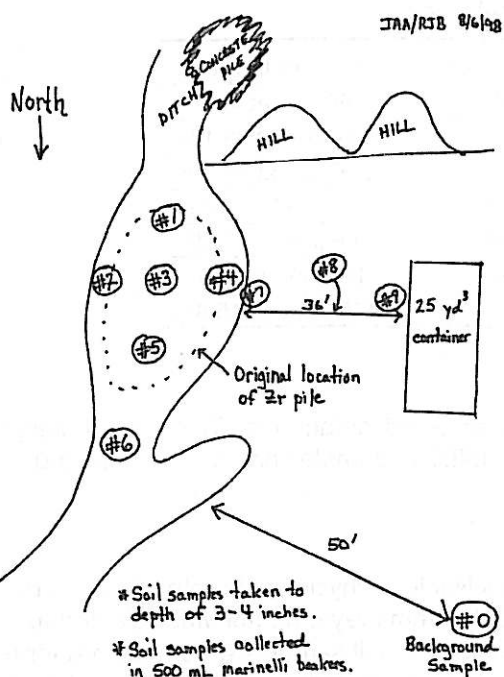 JAA/RJB 8/6/98
CONCRETE
PILE
DITCH
North
HILL
HILL
#1
#2
#3
#4
#5
#6
#7
#8
#9
36'
25 yd³
container
Original location
of Zr pile
50'
* Soil samples taken to
depth of 3-4 inches.
* Soil samples collected
in 500 mL marinelli beakers.
#0
Background
Sample